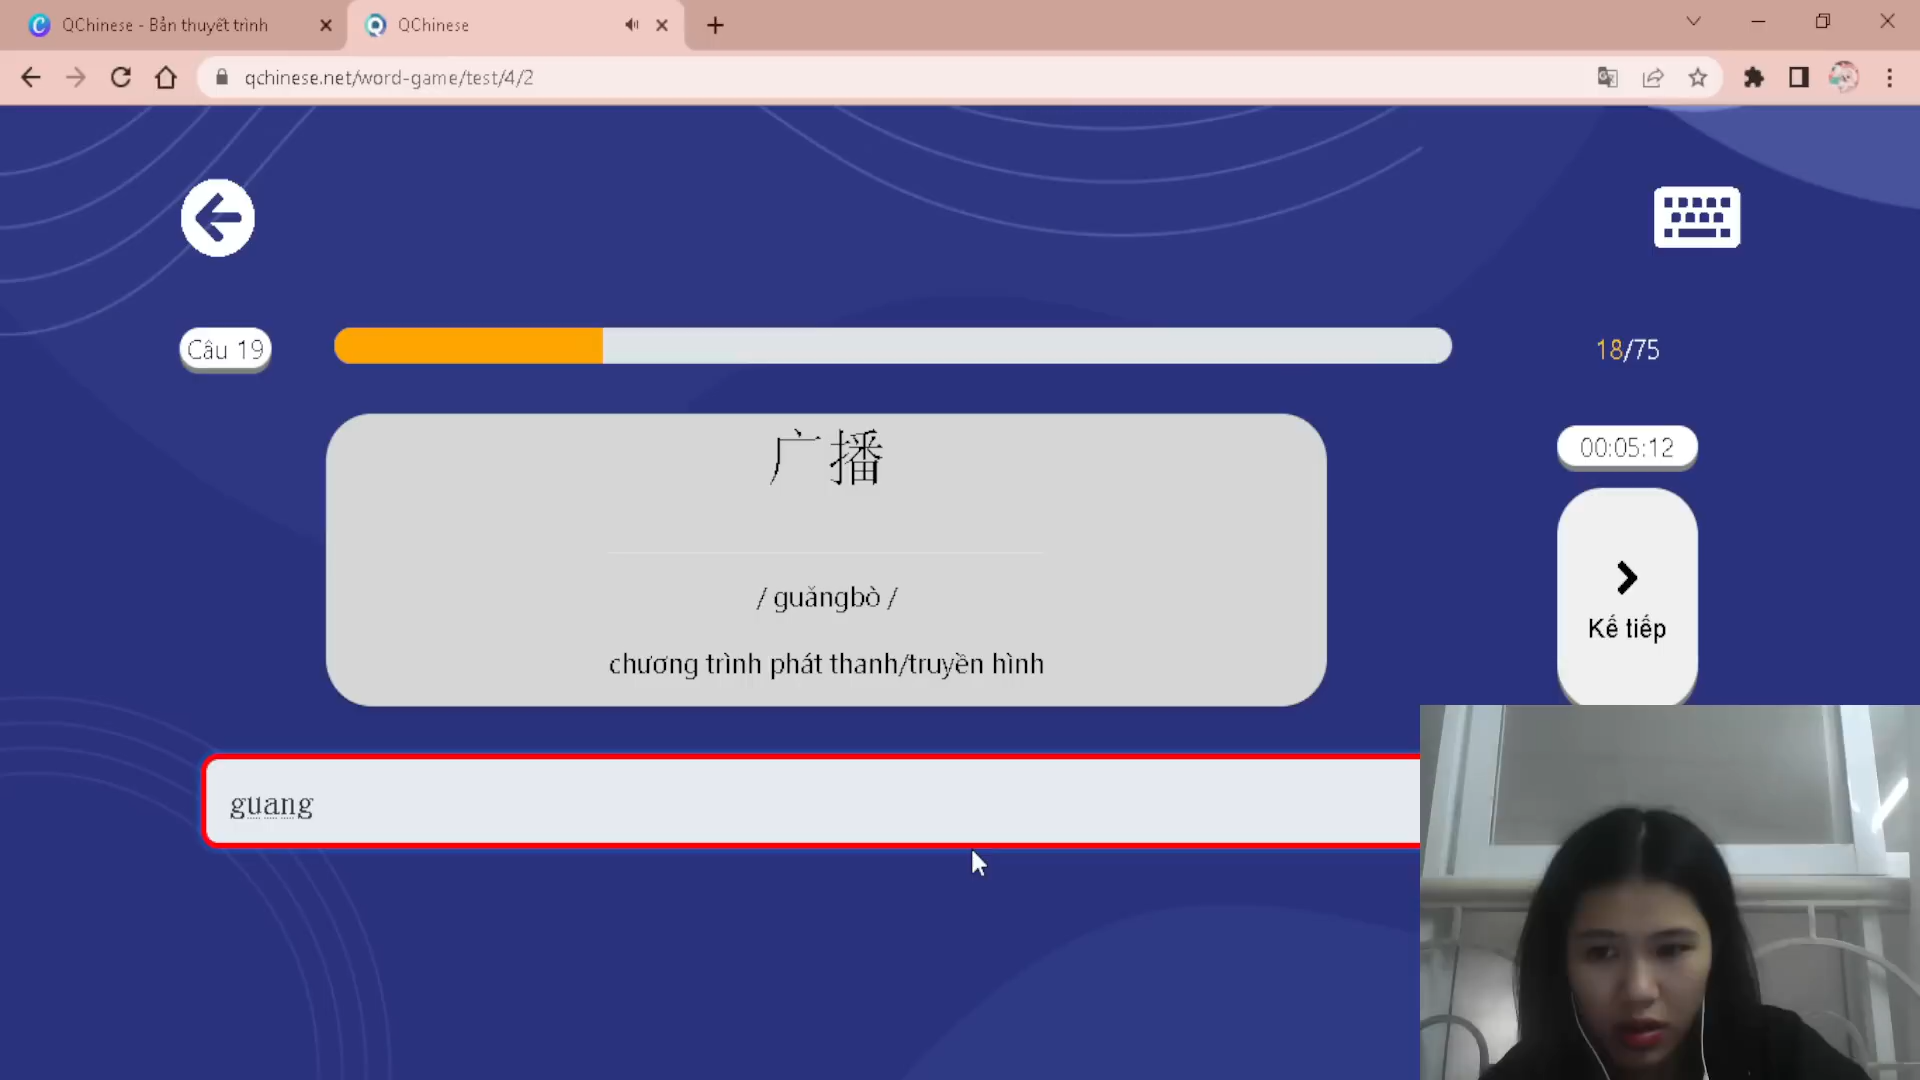 QChinese - Bản thuyết trình
QChinese
qchinese.net/word-game/test/4/2
Câu 19
18/75
广播
00:05:12
/ guǎngbò /
Kế tiếp
chương trình phát thanh/truyền hình
guang